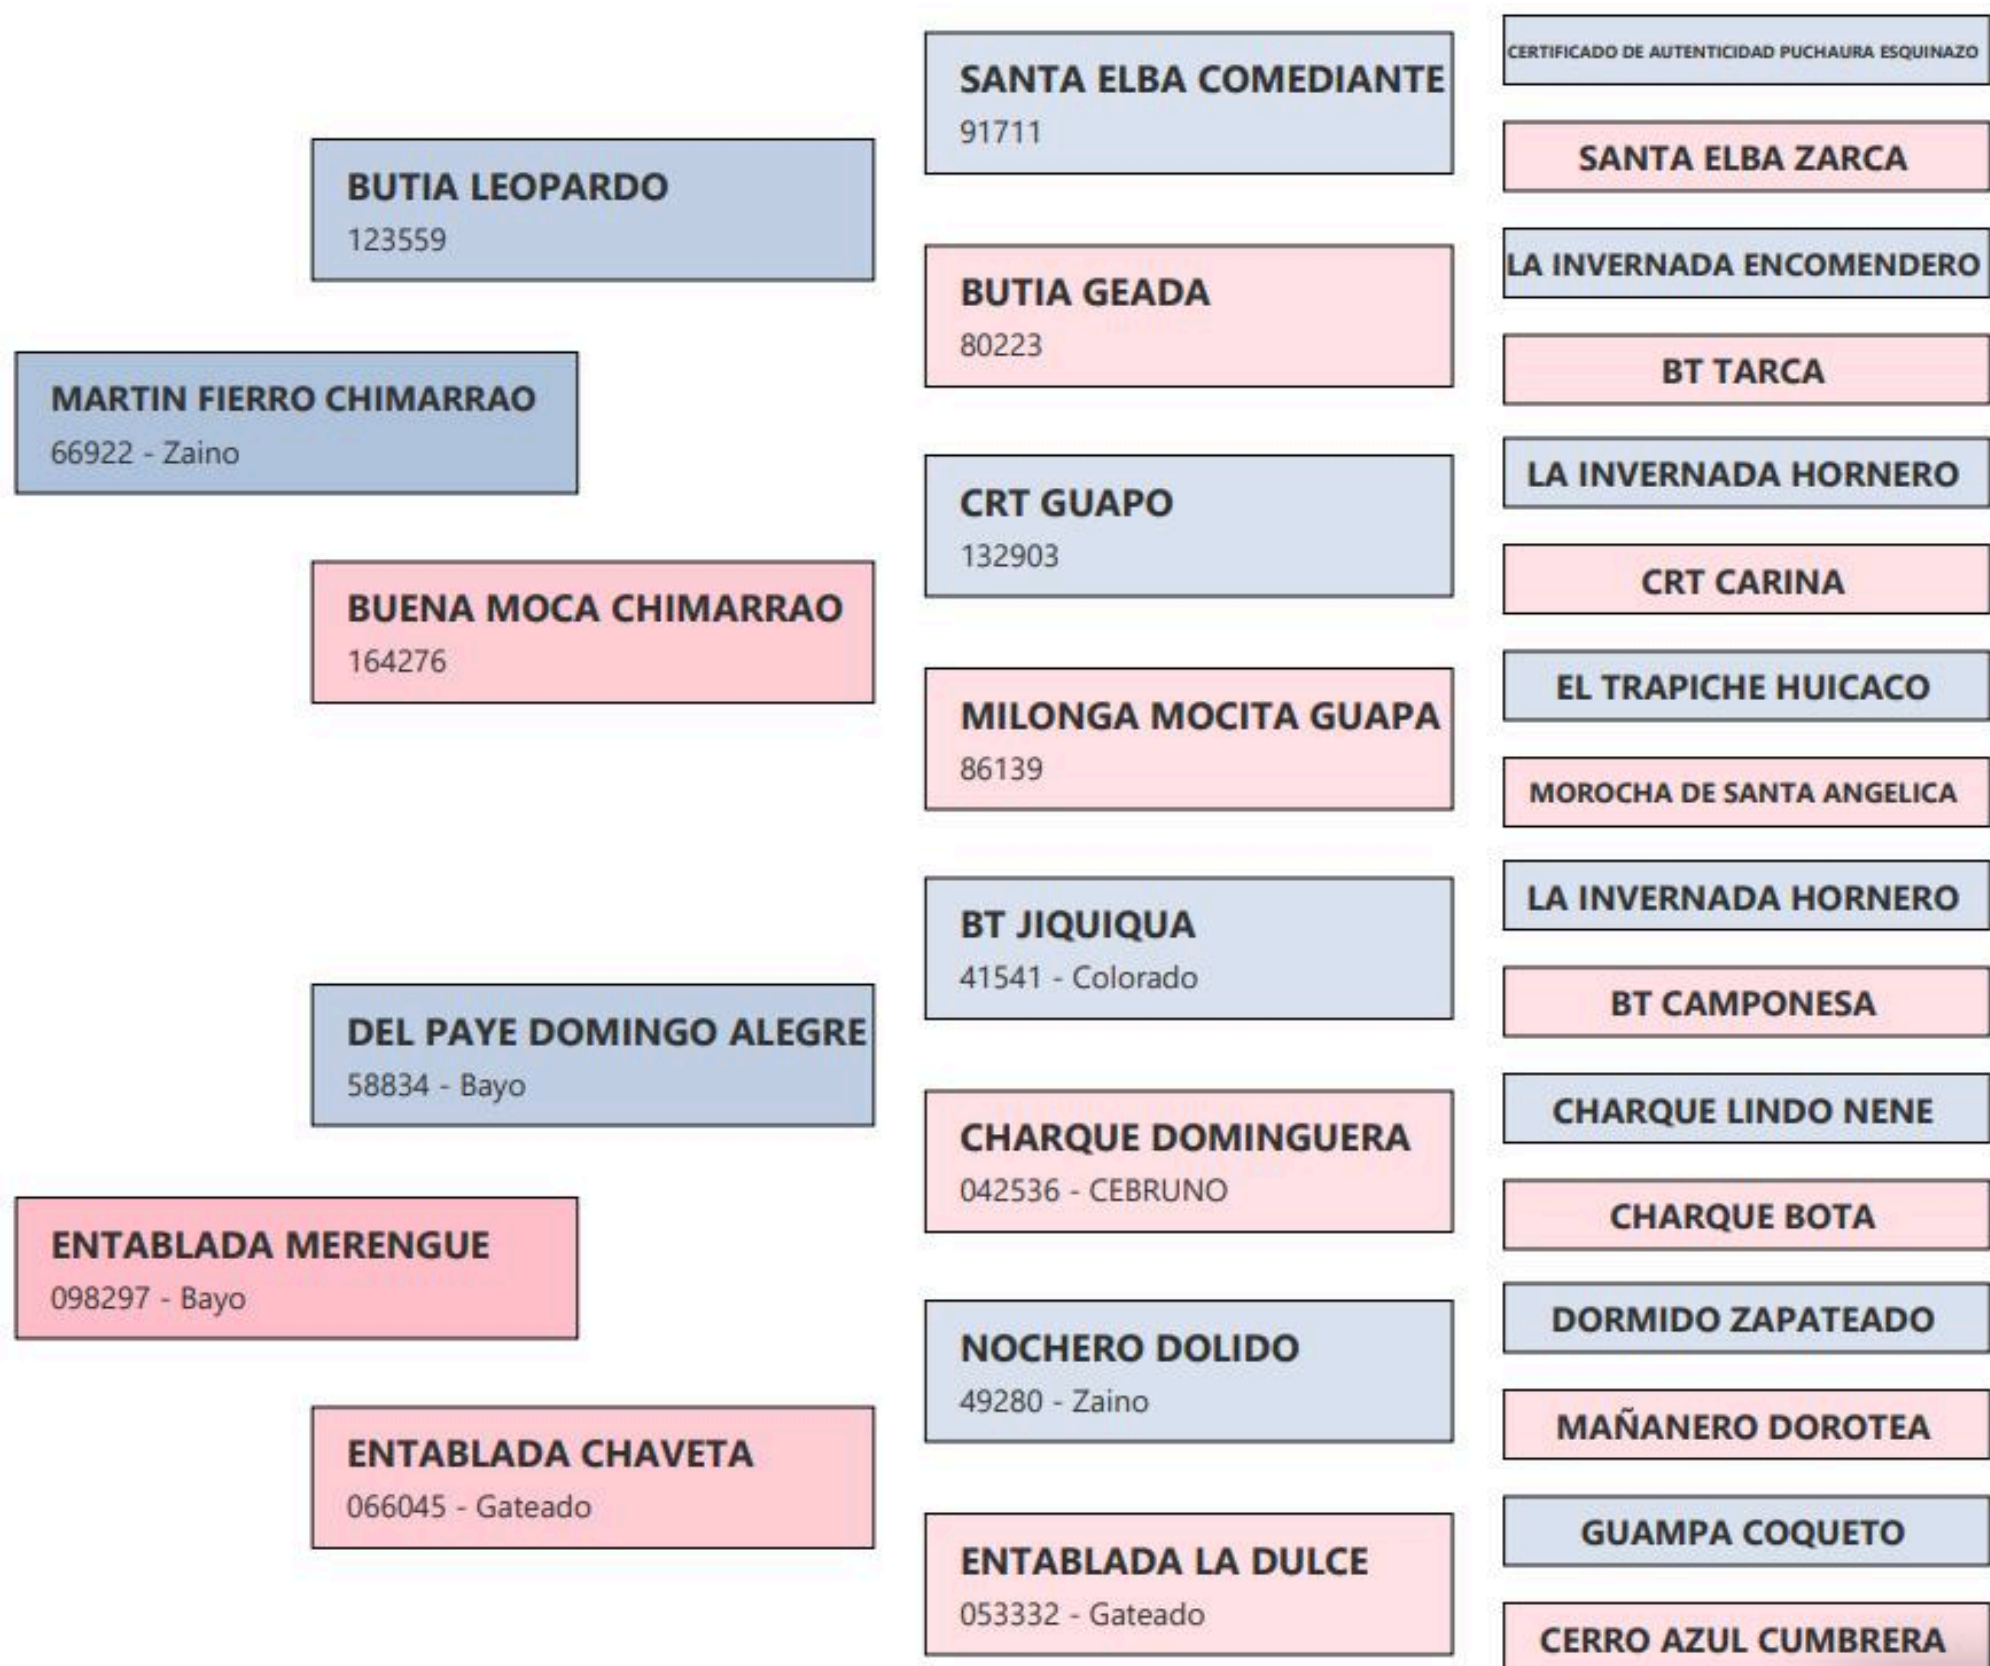 MARTIN FIERRO CHIMARRAO
66922 - Zaino
ENTABLADA MERENGUE
098297 - Bayo
BUTIA LEOPARDO
123559
BUENA MOCA CHIMARRAO
164276
DEL PAYE DOMINGO ALEGRE
58834 - Bayo
ENTABLADA CHAVETA
066045 - Gateado
SANTA ELBA COMEDIANTE
91711
BUTIA GEADA
80223
CRT GUAPO
132903
MILONGA MOCITA GUAPA
86139
BT JIQUIQUA
41541 - Colorado
CHARQUE DOMINGUERA
042536 - CEBRUNO
NOCHERO DOLIDO
49280 - Zaino
ENTABLADA LA DULCE
053332 - Gateado
CERTIFICADO DE AUTENTICIDAD PUCHAURA ESQUINAZO
SANTA ELBA ZARCA
LA INVERNADA ENCOMENDERO
BT TARCA
LA INVERNADA HORNERO
CRT CARINA
EL TRAPICHE HUICACO
MOROCHA DE SANTA ANGELICA
LA INVERNADA HORNERO
BT CAMPONESA
CHARQUE LINDO NENE
CHARQUE BOTA
DORMIDO ZAPATEADO
MAÑANERO DOROTEA
GUAMPA COQUETO
CERRO AZUL CUMBRERA